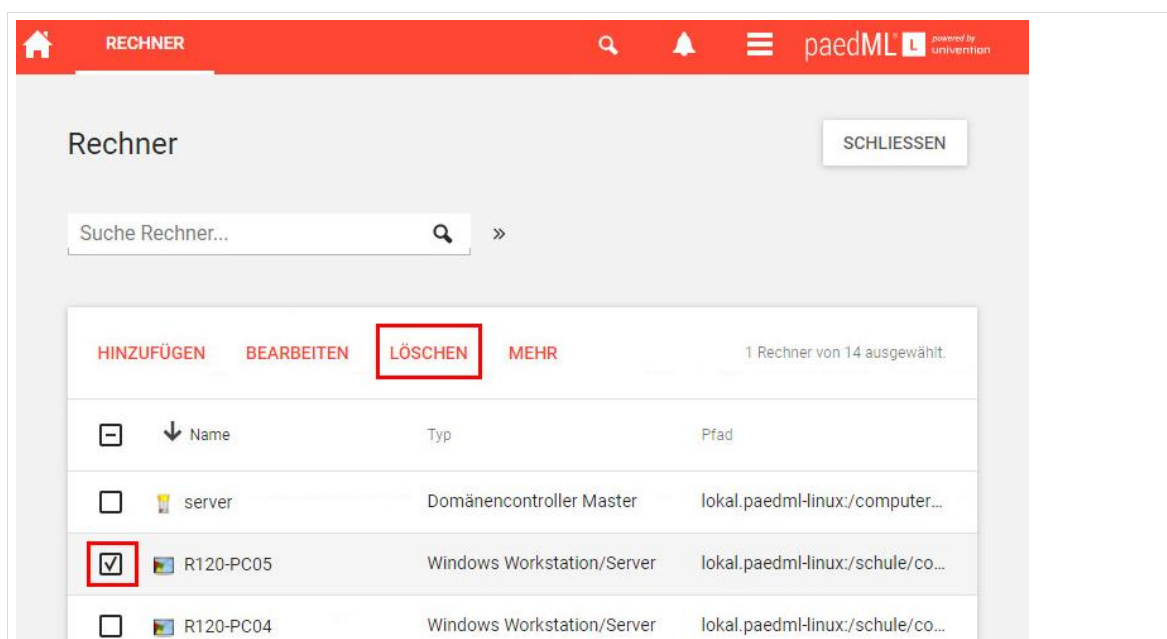 RECHNER
paedML L powered by univention
Rechner
SCHLIESSEN
Suche Rechner...
»
HINZUFÜGEN BEARBEITEN LÖSCHEN MEHR 1 Rechner von 14 ausgewählt.
Name Typ Pfad
server Domänencontroller Master lokal.paedml-linux:/computer...
R120-PC05 Windows Workstation/Server lokal.paedml-linux:/schule/co...
R120-PC04 Windows Workstation/Server lokal.paedml-linux:/schule/co...